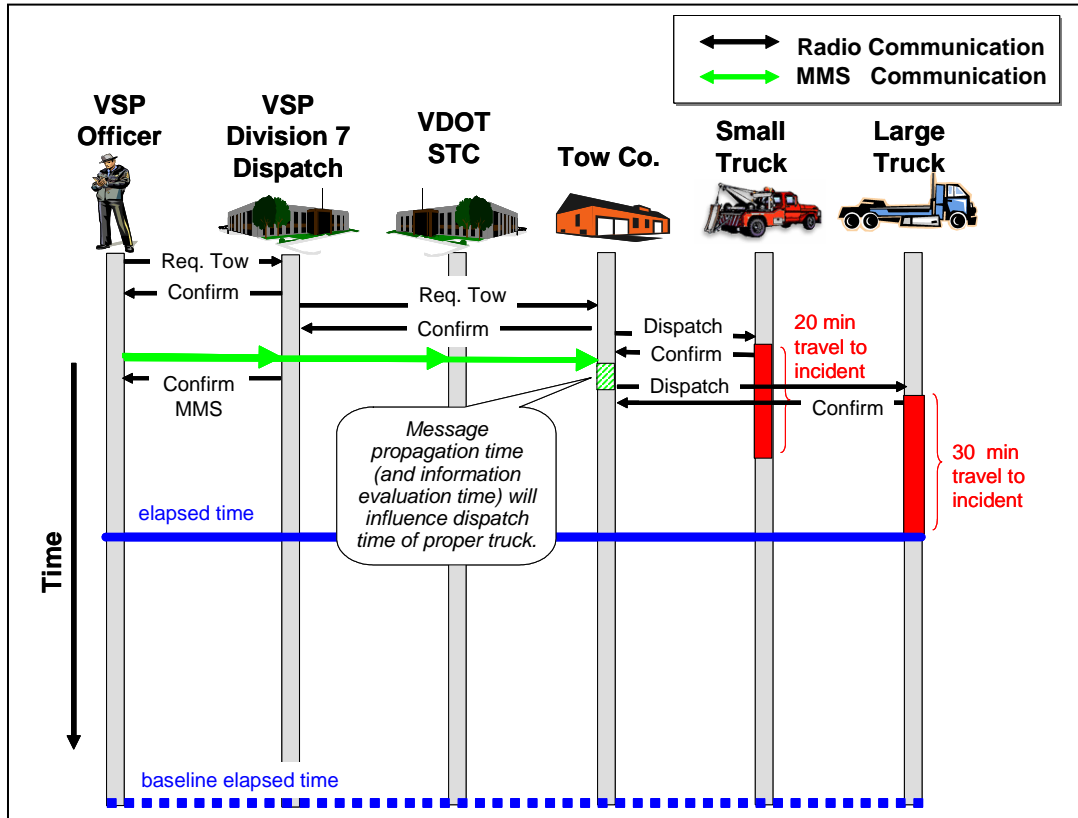 Radio Communication
MMS Communication
VSP
Officer
VSP
Division 7
Dispatch
VDOT
STC
Tow Co.
Small
Truck
Large
Truck
Req. Tow
Confirm
Req. Tow
Confirm
Dispatch
Confirm
20 min
travel to
incident
Confirm
MMS
Dispatch
Confirm
Message
propagation time
(and information
evaluation time) will
influence dispatch
time of proper truck.
30 min
travel to
incident
elapsed time
Time
baseline elapsed time